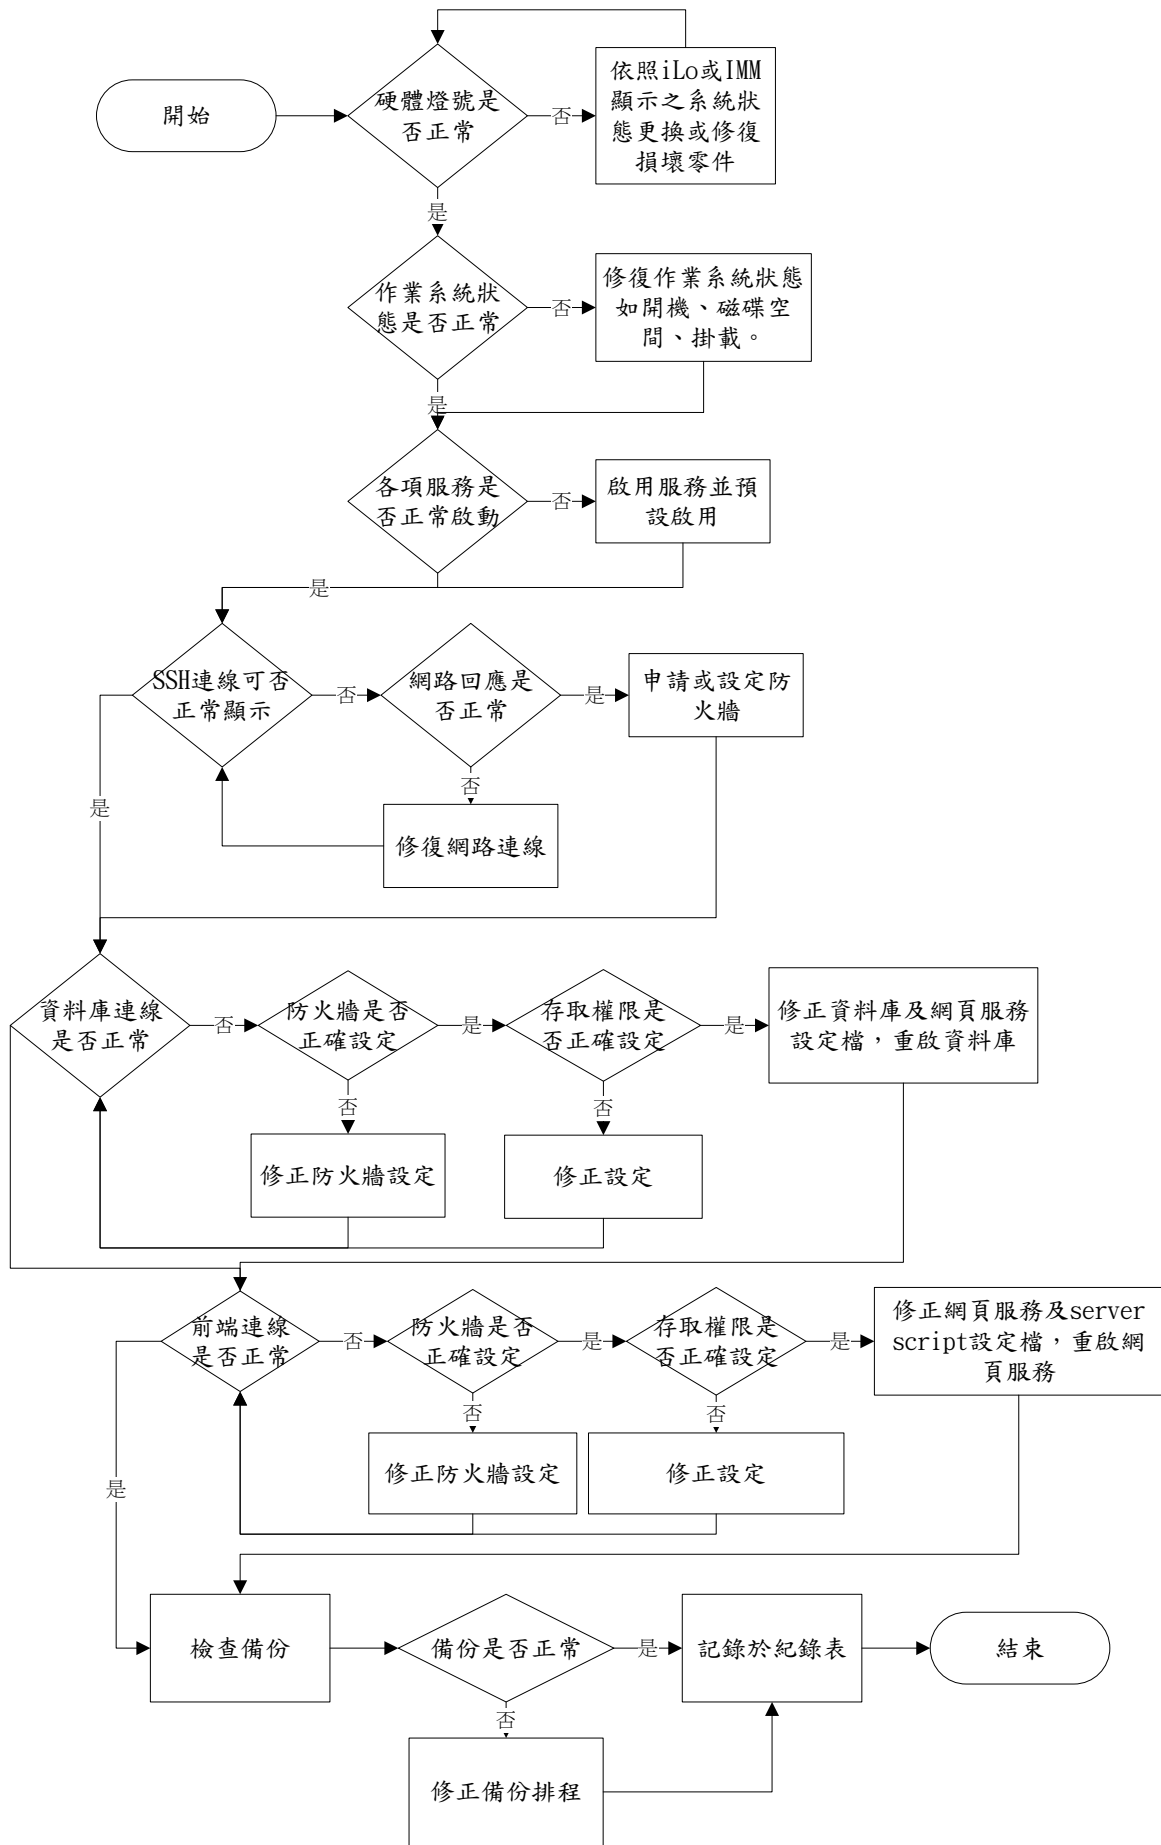 開始
硬體燈號是
否正常
否
依照iLo或IMM
顯示之系統狀
態更換或修復
損壞零件
是
作業系統狀
態是否正常
否
修復作業系統狀態
如開機、磁碟空
間、掛載。
是
各項服務是
否正常啟動
否
啟用服務並預
設啟用
是
SSH連線可否
正常顯示
否
網路回應是
否正常
是
申請或設定防
火牆
否
是
修復網路連線
資料庫連線
是否正常
否
防火牆是否
正確設定
是
存取權限是
否正確設定
是
修正資料庫及網頁服務
設定檔，重啟資料庫
否
否
修正防火牆設定
修正設定
前端連線
是否正常
否
防火牆是否
正確設定
是
存取權限是
否正確設定
是
修正網頁服務及server
script設定檔，重啟網
頁服務
否
否
修正防火牆設定
修正設定
是
檢查備份
備份是否正常
是
記錄於紀錄表
結束
否
修正備份排程